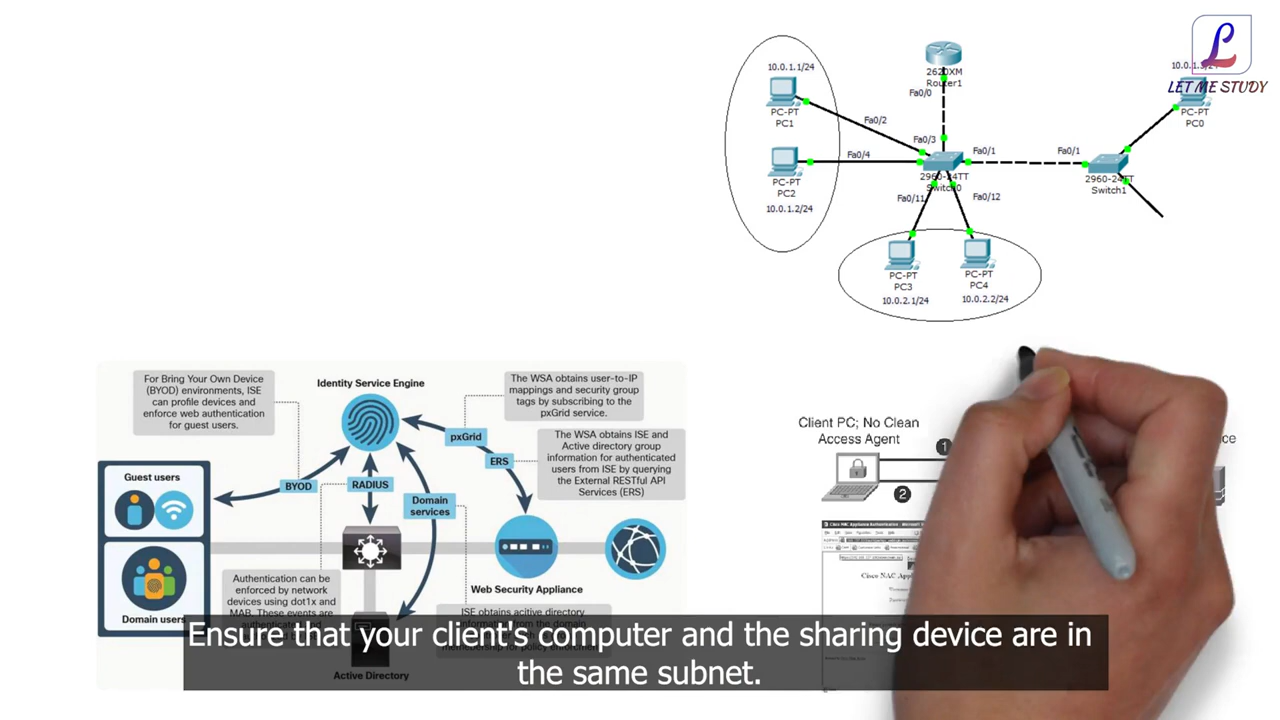 LET ME STUDY
10.0.1.1/24
PC-PT
PC1
PC-PT
PC2
10.0.1.2/24
Fa0/2
Fa0/4
2620XM
Router1
Fa0/0
Fa0/3
Fa0/1
2960-24TT
Switch0
Fa0/11
Fa0/12
Fa0/1
2960-24TT
Switch1
PC-PT
PC0
PC-PT
PC3
10.0.2.1/24
PC-PT
PC4
10.0.2.2/24
For Bring Your Own Device
(BYOD) environments, ISE
can profile devices and
enforce web authentication
for guest users.
Identity Service Engine
The WSA obtains user-to-IP
mappings and security group
tags by subscribing to the
pxGrid service.
pxGrid
The WSA obtains ISE and
Active directory group
information for authenticated
users from ISE by querying
the External RESTful API
Services (ERS)
ERS
Guest users
BYOD
RADIUS
Domain
services
Domain users
Authentication can be
enforced by network
devices using dot1x and
MAB. These events are
Web Security Appliance
ISE obtains acitive directory
Active Directory
Client PC; No Clean
Access Agent
1
2
Ensure that your client's computer and the sharing device are in
the same subnet.